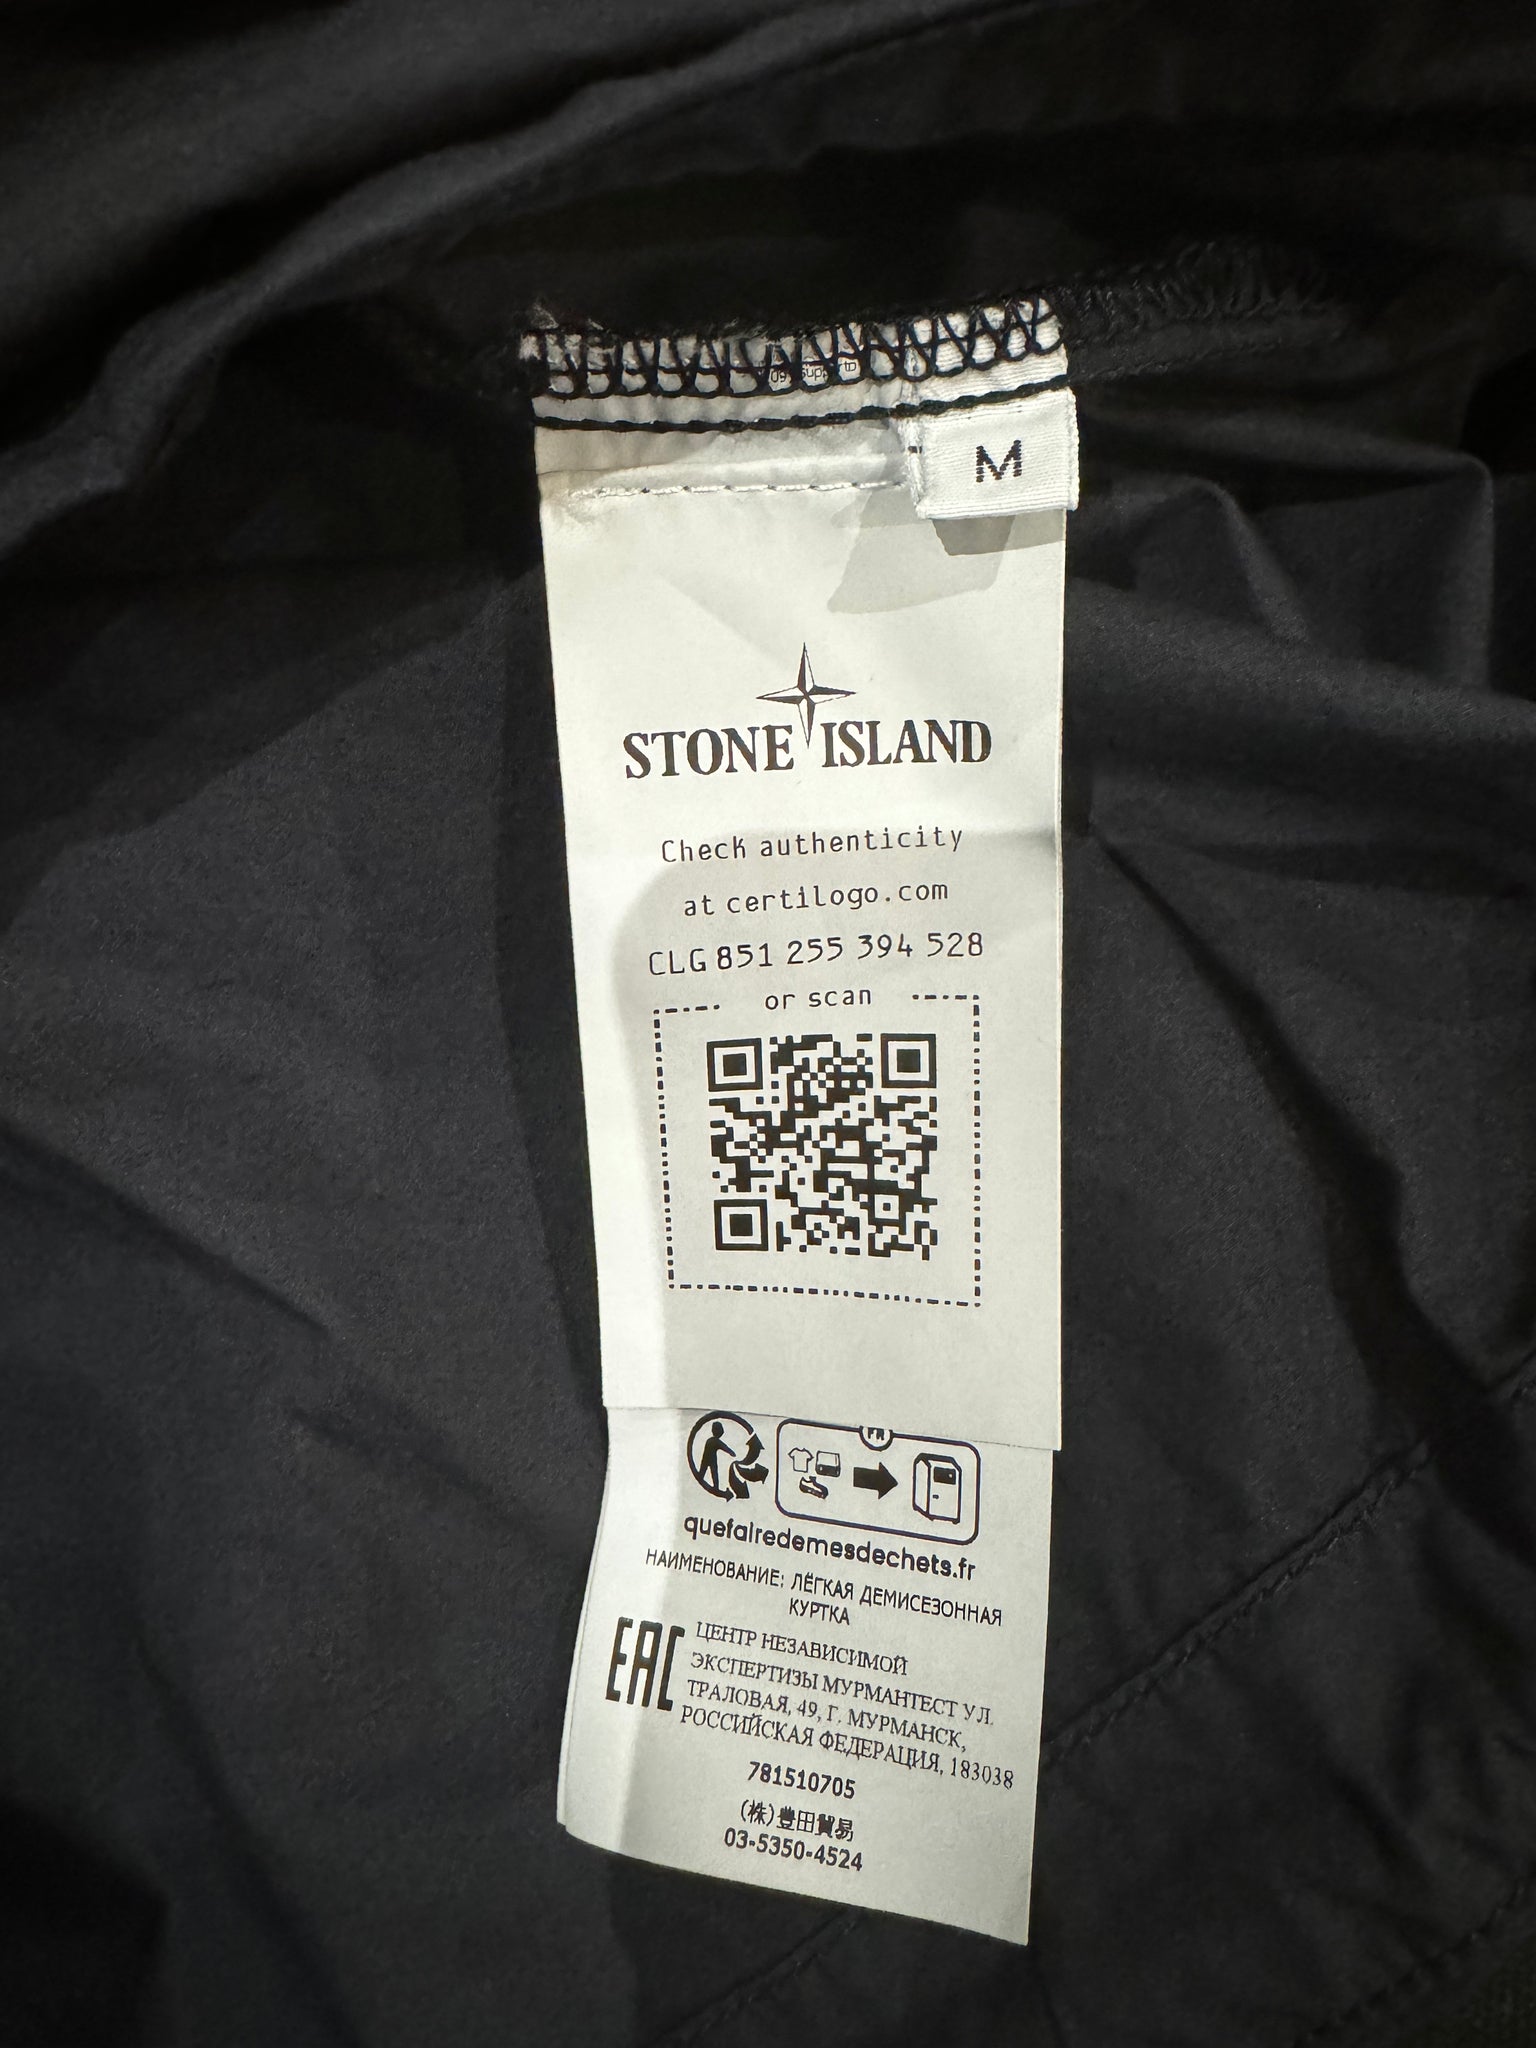 M
STONE ISLAND
Check authenticity
at certilogo.com
CLG 851 255 394 528
or scan
FR
quefairedemesdechets.fr
НАИМЕНОВАНИЕ: ЛЁГКАЯ ДЕМИСЕЗОННАЯ
КУРТКА
EAC
ЦЕНТР НЕЗАВИСИМОЙ
ЭКСПЕРТИЗЫ МУРМАНТЕСТ УЛ.
ТРАЛОВАЯ, 49, Г. МУРМАНСК,
РОССИЙСКАЯ ФЕДЕРАЦИЯ, 183038
781510705
(株)豊田貿易
03-5350-4524